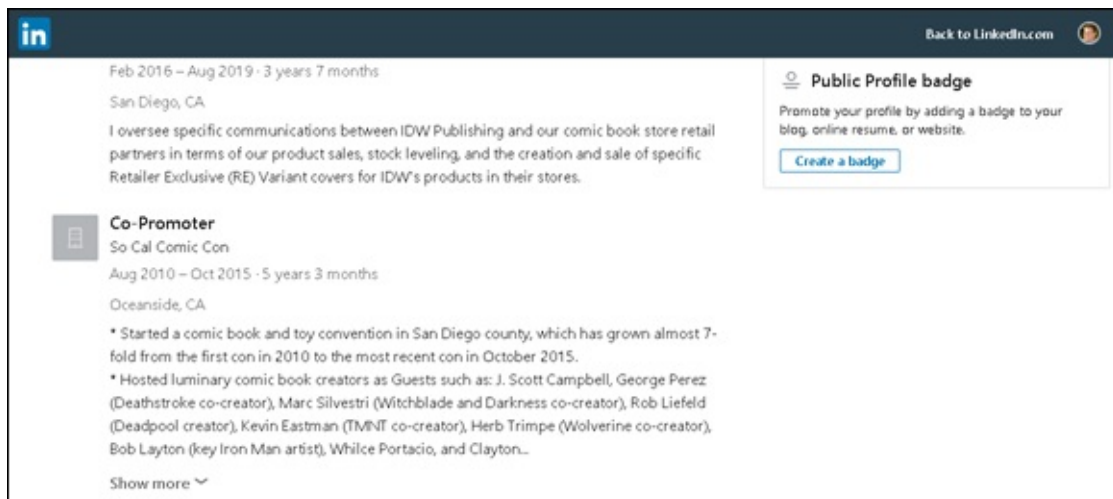 in
Back to LinkedIn.com
Feb 2016 – Aug 2019 · 3 years 7 months
San Diego, CA
I oversee specific communications between IDW Publishing and our comic book store retail
partners in terms of our product sales, stock leveling, and the creation and sale of specific
Retailer Exclusive (RE) Variant covers for IDW's products in their stores.
Co-Promoter
So Cal Comic Con
Aug 2010 – Oct 2015 · 5 years 3 months
Oceanside, CA
* Started a comic book and toy convention in San Diego county, which has grown almost 7-
fold from the first con in 2010 to the most recent con in October 2015.
* Hosted luminary comic book creators as Guests such as: J. Scott Campbell, George Perez
(Deathstroke co-creator), Marc Silvestri (Witchblade and Darkness co-creator), Rob Liefeld
(Deadpool creator), Kevin Eastman (TMNT co-creator), Herb Trimpe (Wolverine co-creator),
Bob Layton (key Iron Man artist), Whilce Portacio, and Clayton...
Show more
Public Profile badge
Promote your profile by adding a badge to your
blog, online resume, or website.
Create a badge